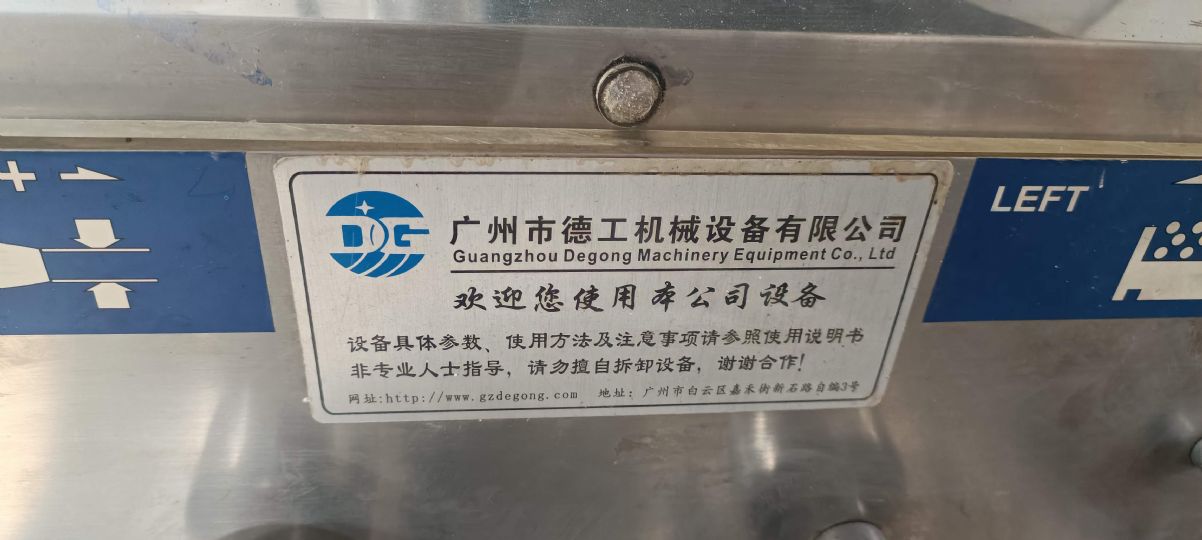 +
LEFT
DG
广州市德工机械设备有限公司
Guangzhou Degong Machinery Equipment Co., Ltd
欢迎您使用本公司设备
设备具体参数、使用方法及注意事项请参照使用说明书
非专业人士指导，请勿擅自拆卸设备，谢谢合作！
网址:http://www.gzdegong.com 地址：广州市白云区嘉禾街新石路自编3号